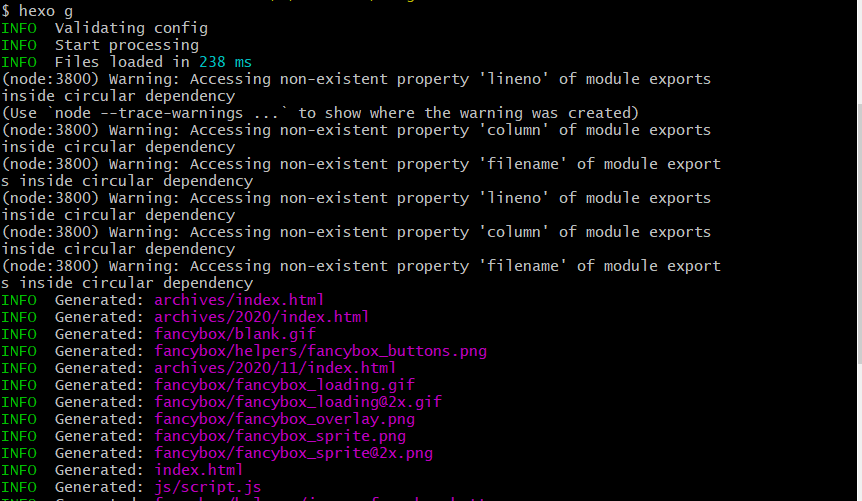 $ hexo g
INFO  Validating config
INFO  Start processing
INFO  Files loaded in 238 ms
(node:3800) Warning: Accessing non-existent property 'lineno' of module exports
inside circular dependency
(Use `node --trace-warnings ...` to show where the warning was created)
(node:3800) Warning: Accessing non-existent property 'column' of module exports
inside circular dependency
(node:3800) Warning: Accessing non-existent property 'filename' of module export
s inside circular dependency
(node:3800) Warning: Accessing non-existent property 'lineno' of module exports
inside circular dependency
(node:3800) Warning: Accessing non-existent property 'column' of module exports
inside circular dependency
(node:3800) Warning: Accessing non-existent property 'filename' of module export
s inside circular dependency
INFO  Generated: archives/index.html
INFO  Generated: archives/2020/index.html
INFO  Generated: fancybox/blank.gif
INFO  Generated: fancybox/helpers/fancybox_buttons.png
INFO  Generated: archives/2020/11/index.html
INFO  Generated: fancybox/fancybox_loading.gif
INFO  Generated: fancybox/fancybox_loading@2x.gif
INFO  Generated: fancybox/fancybox_overlay.png
INFO  Generated: fancybox/fancybox_sprite.png
INFO  Generated: fancybox/fancybox_sprite@2x.png
INFO  Generated: index.html
INFO  Generated: js/script.js